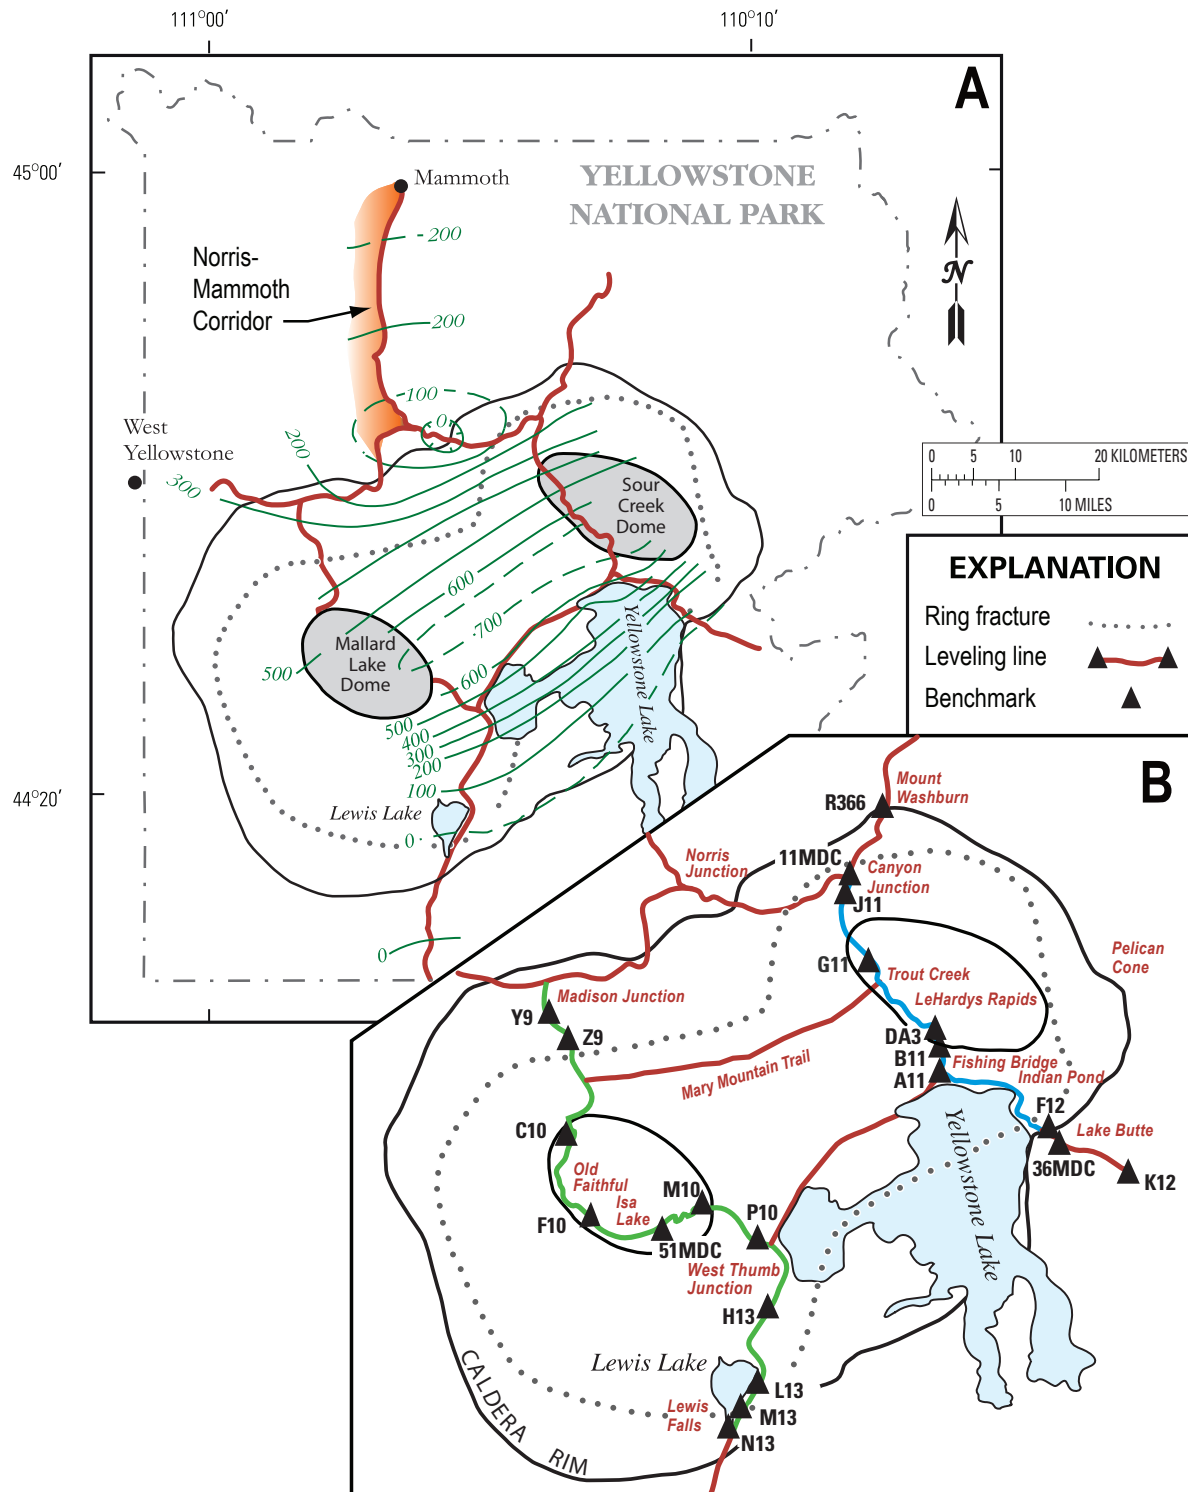 111°00'
110°10'
A
45°00'
Mammoth
YELLOWSTONE
NATIONAL PARK
-200
Norris-
Mammoth
Corridor
N
200
100
0
West
Yellowstone
200
300
0 5 10 20 KILOMETERS
0 5 10 MILES
Sour
Creek
Dome
EXPLANATION
Ring fracture
Leveling line
Benchmark
600
700
Mallard
Lake
Dome
500
600
Yellowstone Lake
500
400
300
200
100
44°20'
Lewis Lake
0
0
B
Mount
Washburn
R366
Norris
Junction
11MDC
Canyon
Junction
J11
Pelican
Cone
G11
Trout Creek
LeHardys Rapids
Madison Junction
Y9
Z9
DA3
B11
A11
Fishing Bridge
Indian Pond
Mary Mountain Trail
F12
Lake Butte
36MDC
K12
C10
Old
Faithful
Isa
Lake
M10
P10
F10
51MDC
West Thumb
Junction
Yellowstone Lake
H13
Lewis Lake
L13
M13
N13
Lewis
Falls
CALDERA RIM